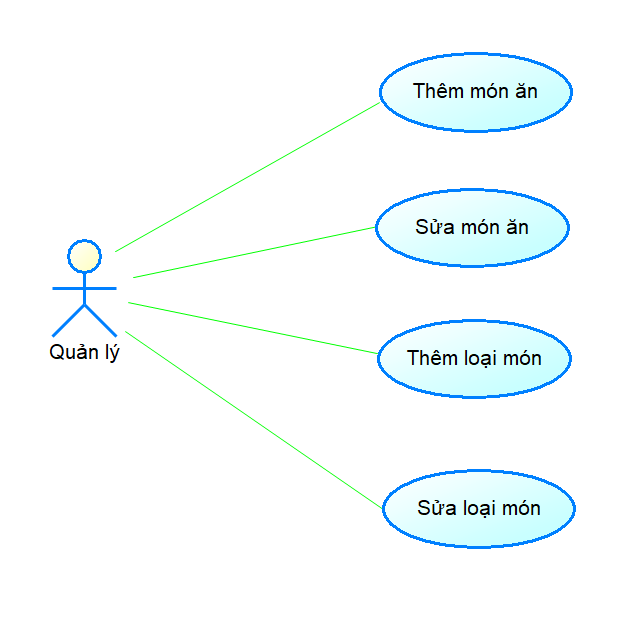 Thêm món ăn
Sửa món ăn
Quản lý
Thêm loại món
Sửa loại món